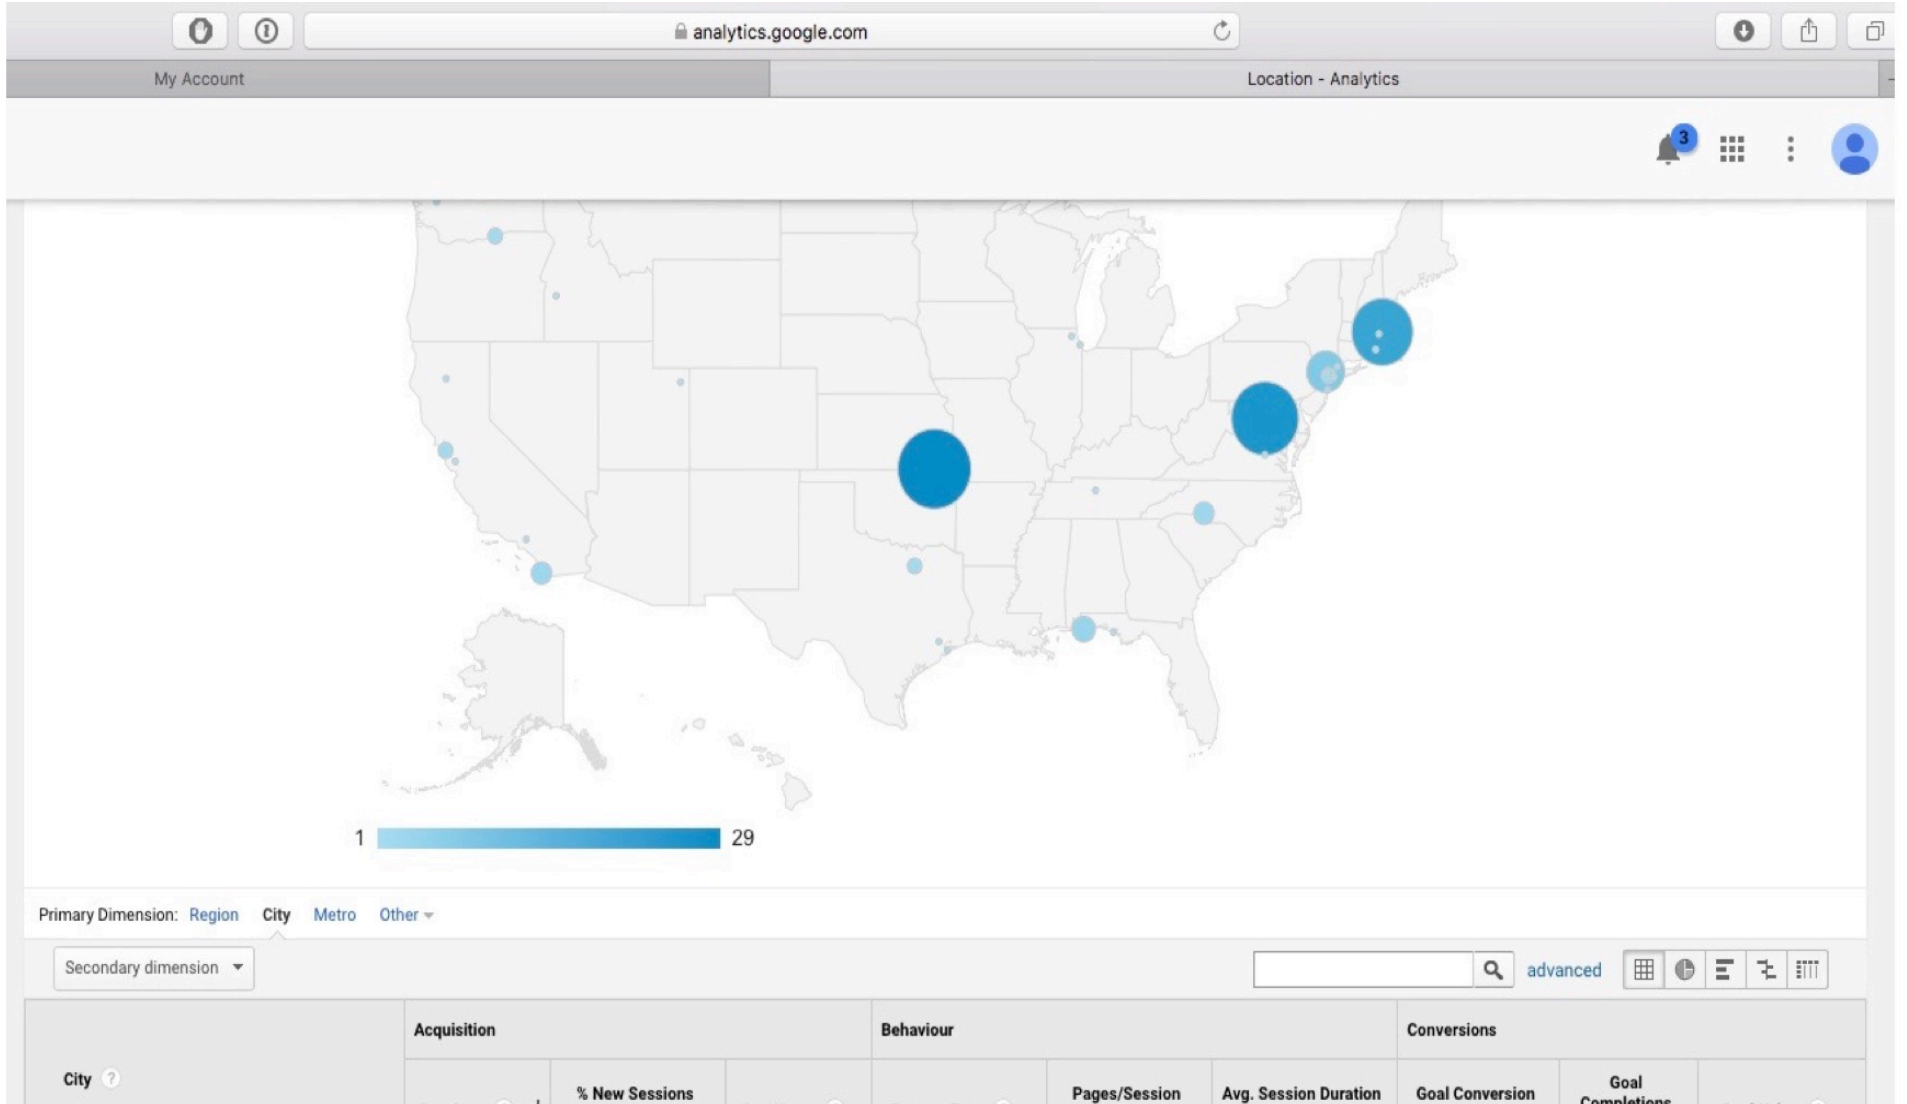 analytics.google.com
My Account
Location - Analytics
3
1
29
Primary Dimension: Region City Metro Other
Secondary dimension
advanced
Acquisition
Behaviour
Conversions
City ?
% New Sessions
Pages/Session
Avg. Session Duration
Goal Conversion
Goal
Completions